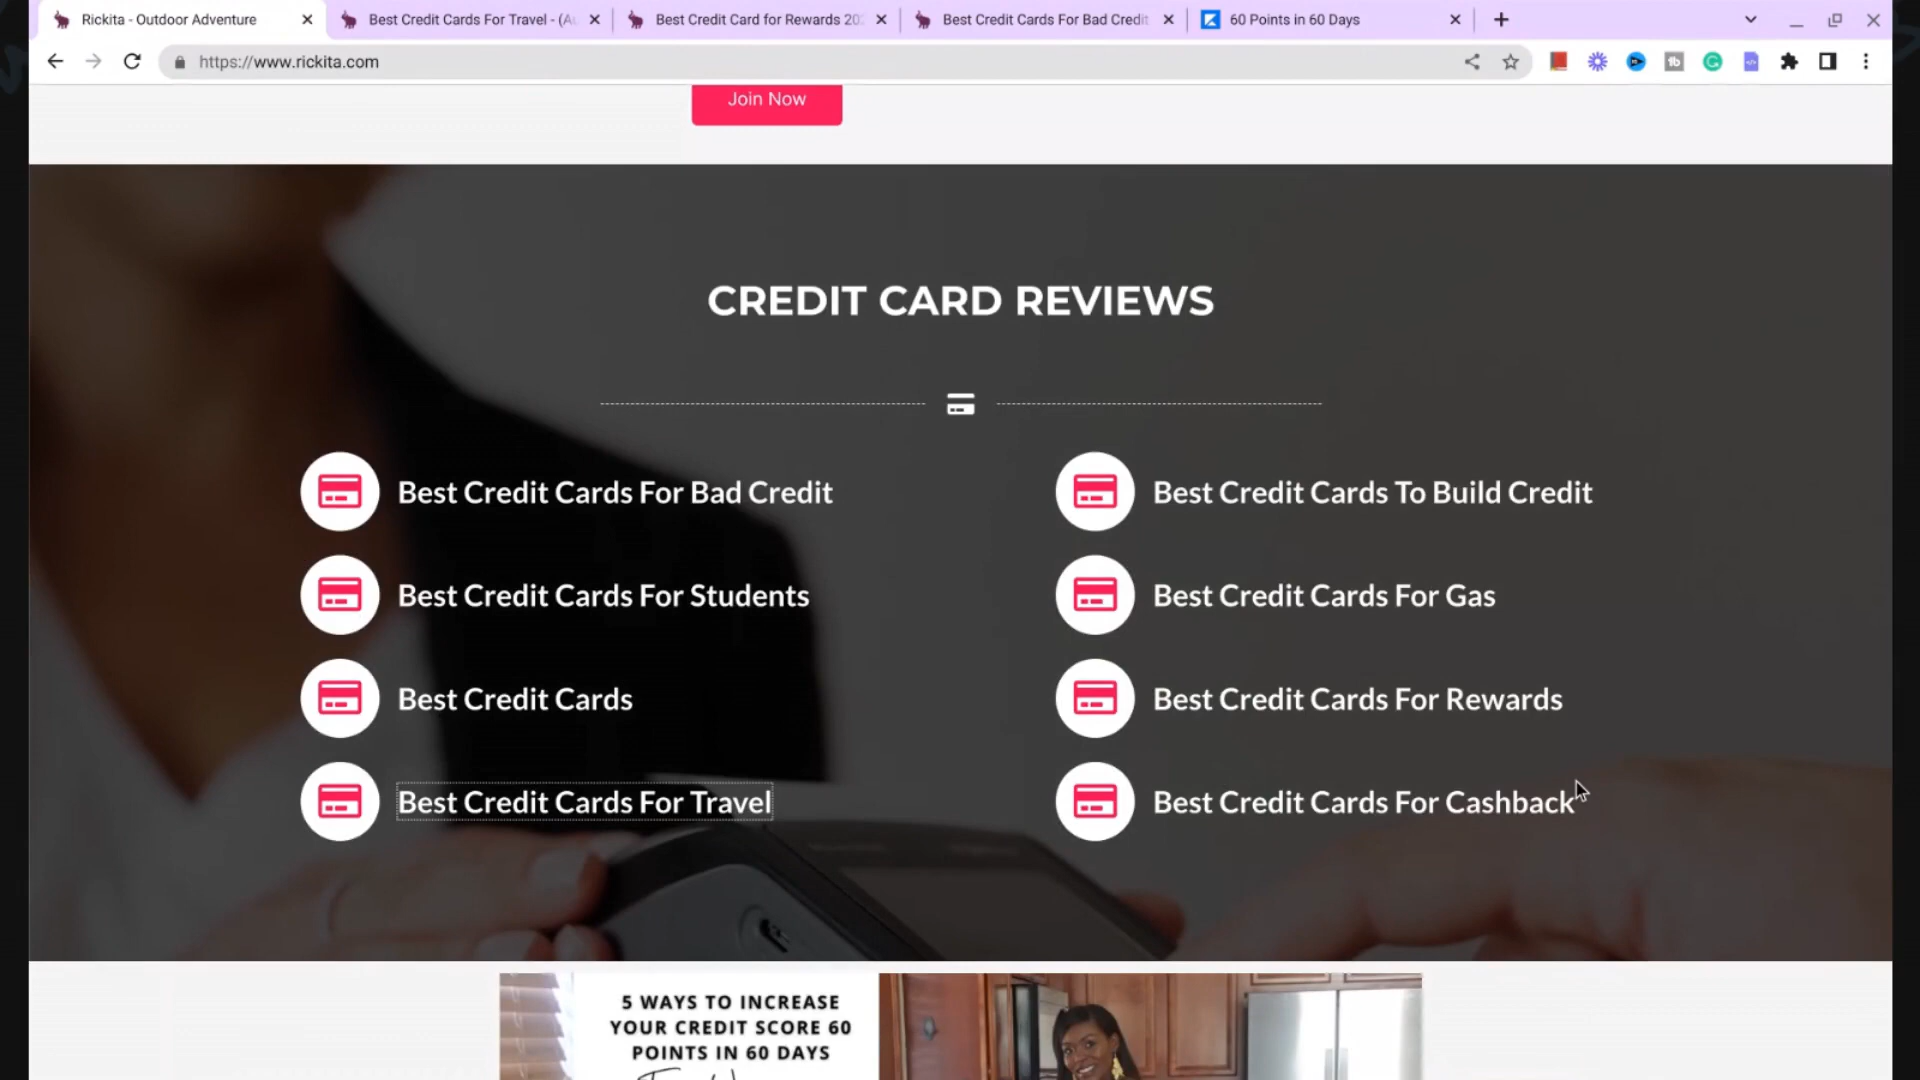 Rickita - Outdoor Adventure
Best Credit Cards For Travel - (Au
Best Credit Card for Rewards 202
Best Credit Cards For Bad Credit
60 Points in 60 Days
https://www.rickita.com
Join Now
CREDIT CARD REVIEWS
Best Credit Cards For Bad Credit
Best Credit Cards To Build Credit
Best Credit Cards For Students
Best Credit Cards For Gas
Best Credit Cards
Best Credit Cards For Rewards
Best Credit Cards For Travel
Best Credit Cards For Cashback
5 WAYS TO INCREASE
YOUR CREDIT SCORE 60
POINTS IN 60 DAYS